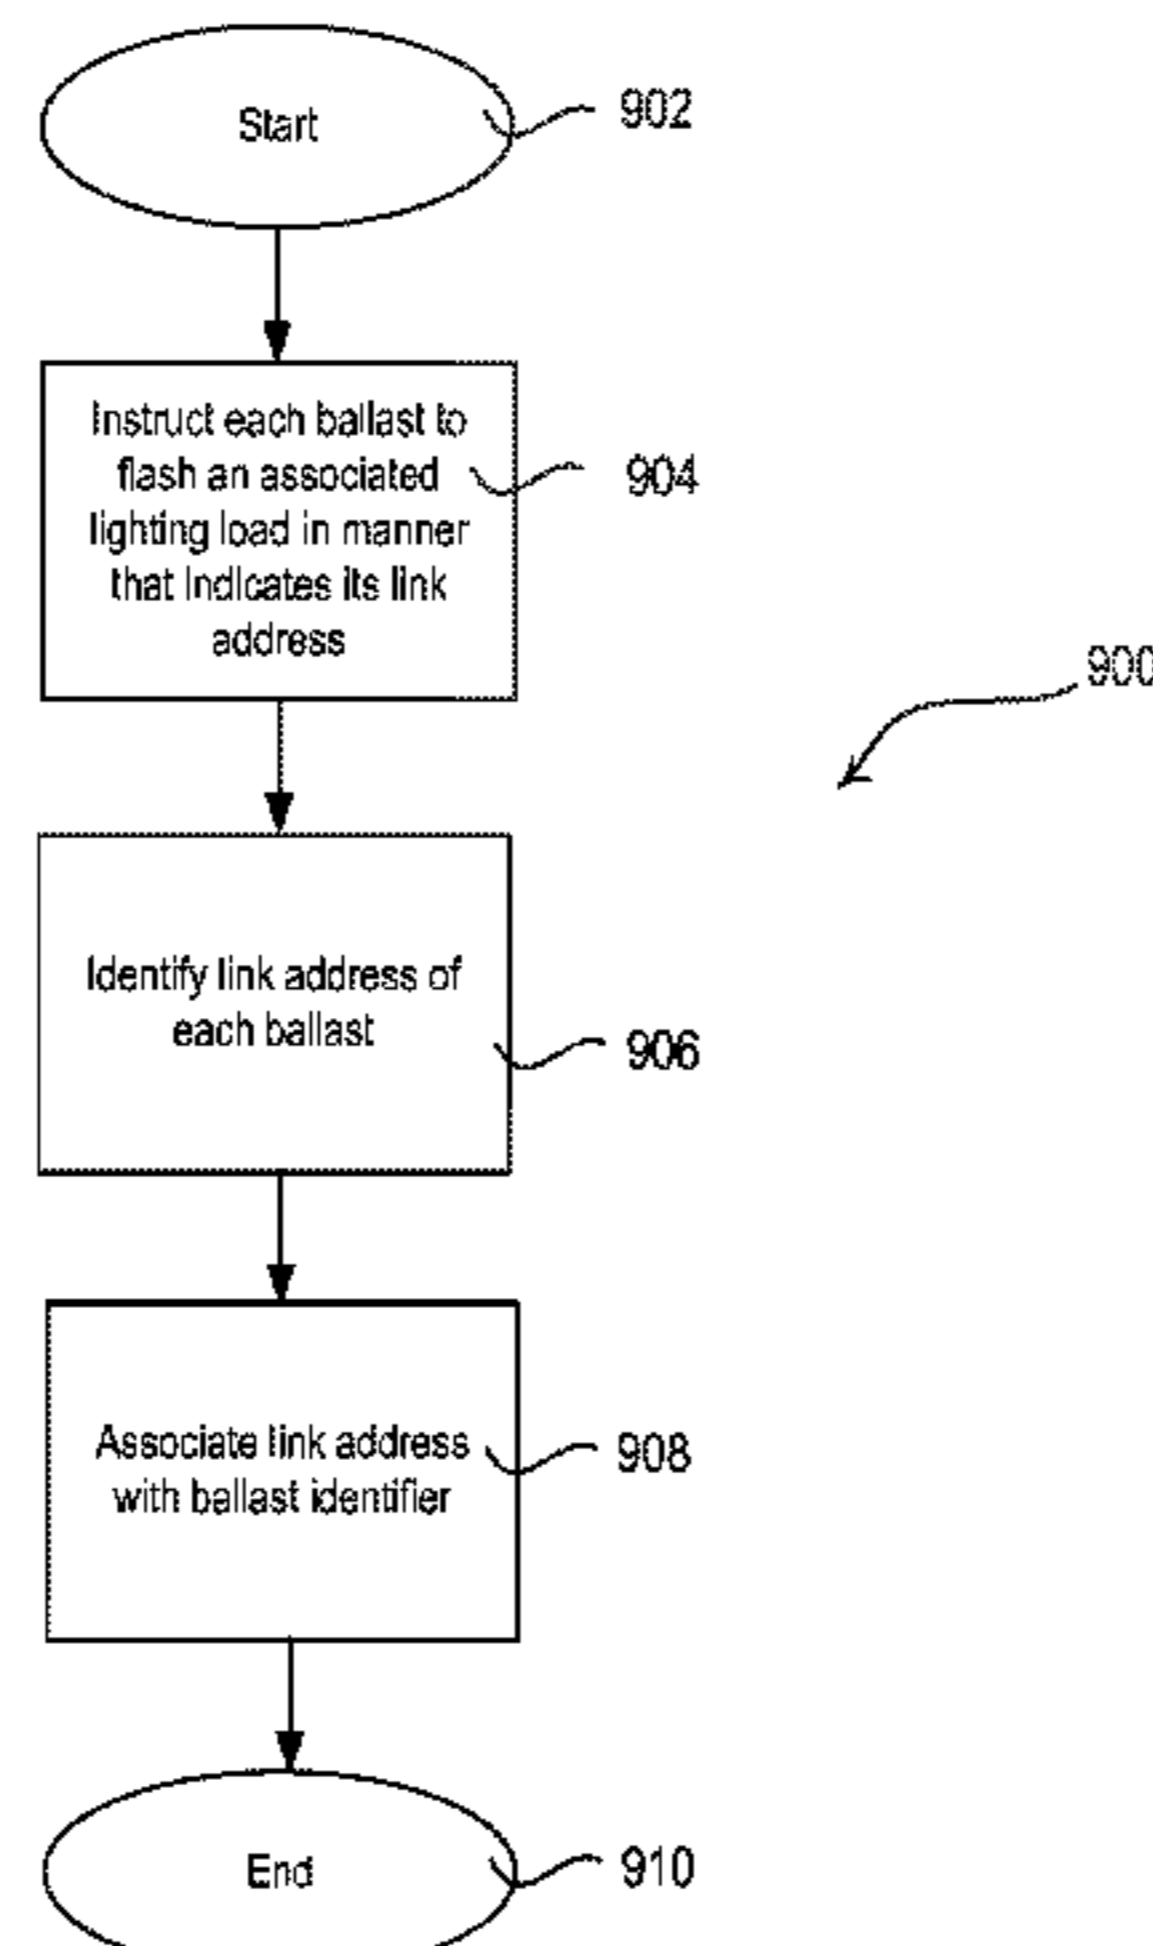 Start
902
Instruct each ballast to
flash an associated
lighting load in manner
that indicates its link
address
904
900
Identify link address of
each ballast
906
Associate link address
with ballast identifier
908
End
910